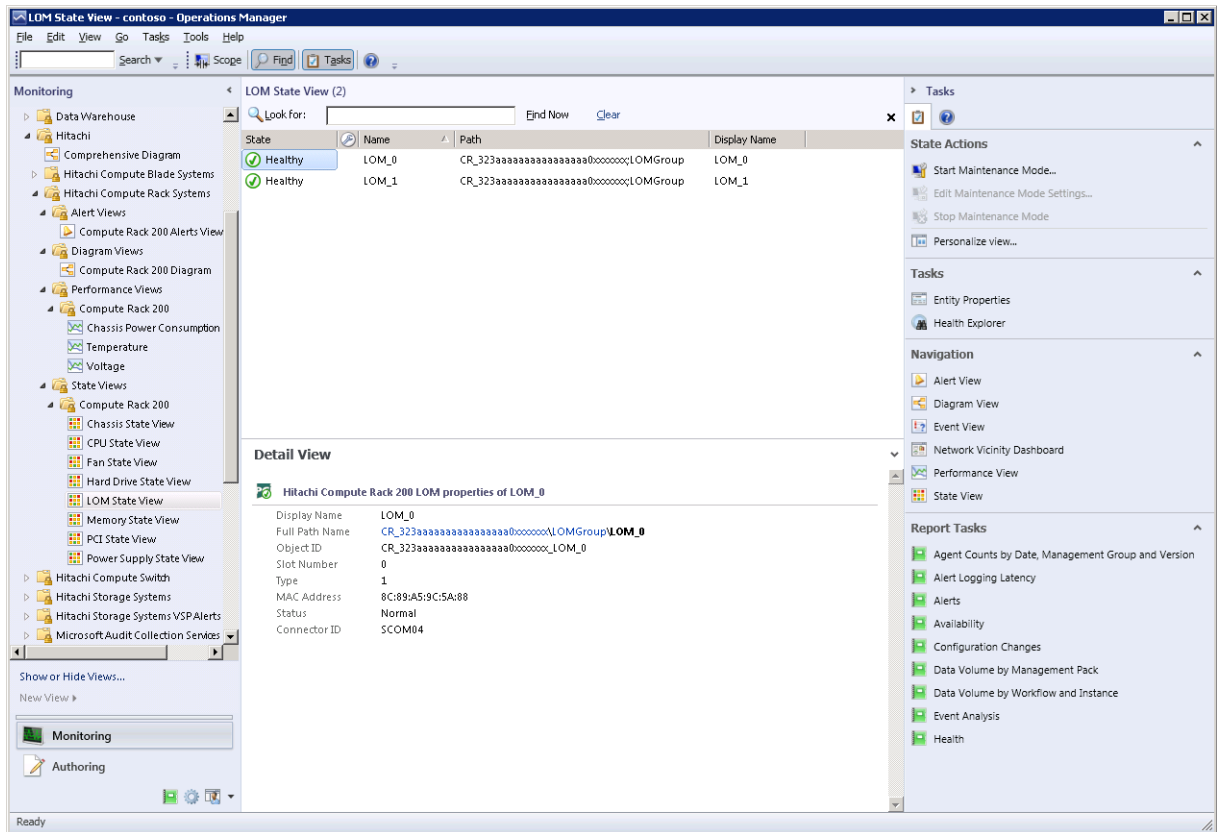 LOM State View - contoso - Operations Manager
File Edit View Go Tasks Tools Help
Search Scope Find Tasks
Monitoring
Data Warehouse
Hitachi
Comprehensive Diagram
Hitachi Compute Blade Systems
Hitachi Compute Rack Systems
Alert Views
Compute Rack 200 Alerts View
Diagram Views
Compute Rack 200 Diagram
Performance Views
Compute Rack 200
Chassis Power Consumption
Temperature
Voltage
State Views
Compute Rack 200
Chassis State View
CPU State View
Fan State View
Hard Drive State View
LOM State View
Memory State View
PCI State View
Power Supply State View
Hitachi Compute Switch
Hitachi Storage Systems
Hitachi Storage Systems VSP Alerts
Microsoft Audit Collection Services
Show or Hide Views...
New View
Monitoring
Authoring
LOM State View (2)
Look for: Find Now Clear
State Name Path Display Name
Healthy LOM_0 CR_323aaaaaaaaaaaaaaaa0xxxxxxx;LOMGroup LOM_0
Healthy LOM_1 CR_323aaaaaaaaaaaaaaaa0xxxxxxx;LOMGroup LOM_1
Detail View
Hitachi Compute Rack 200 LOM properties of LOM_0
Display Name LOM_0
Full Path Name CR_323aaaaaaaaaaaaaaaa0xxxxxxx\LOMGroup\LOM_0
Object ID CR_323aaaaaaaaaaaaaaaa0xxxxxxx_LOM_0
Slot Number 0
Type 1
MAC Address 8C:89:A5:9C:5A:88
Status Normal
Connector ID SCOM04
Tasks
State Actions
Start Maintenance Mode...
Edit Maintenance Mode Settings...
Stop Maintenance Mode
Personalize view...
Tasks
Entity Properties
Health Explorer
Navigation
Alert View
Diagram View
Event View
Network Vicinity Dashboard
Performance View
State View
Report Tasks
Agent Counts by Date, Management Group and Version
Alert Logging Latency
Alerts
Availability
Configuration Changes
Data Volume by Management Pack
Data Volume by Workflow and Instance
Event Analysis
Health
Ready